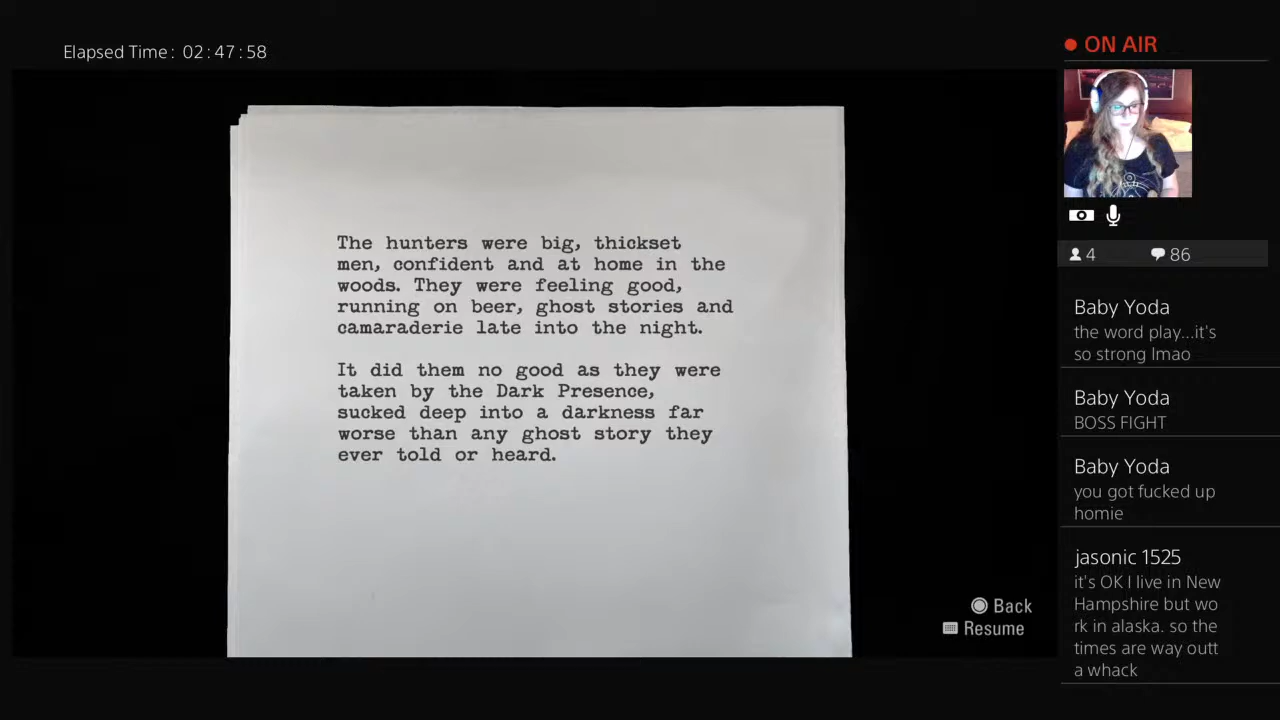 Elapsed Time: 02:47:58
ON AIR
The hunters were big, thickset
men, confident and at home in the
woods. They were feeling good,
running on beer, ghost stories and
camaraderie late into the night.
It did them no good as they were
taken by the Dark Presence,
sucked deep into a darkness far
worse than any ghost story they
ever told or heard.
Back
Resume
4
86
Baby Yoda
the word play...it's
so strong lmao
Baby Yoda
BOSS FIGHT
Baby Yoda
you got fucked up
homie
jasonic 1525
it's OK I live in New
Hampshire but wo
rk in alaska. so the
times are way outt
a whack